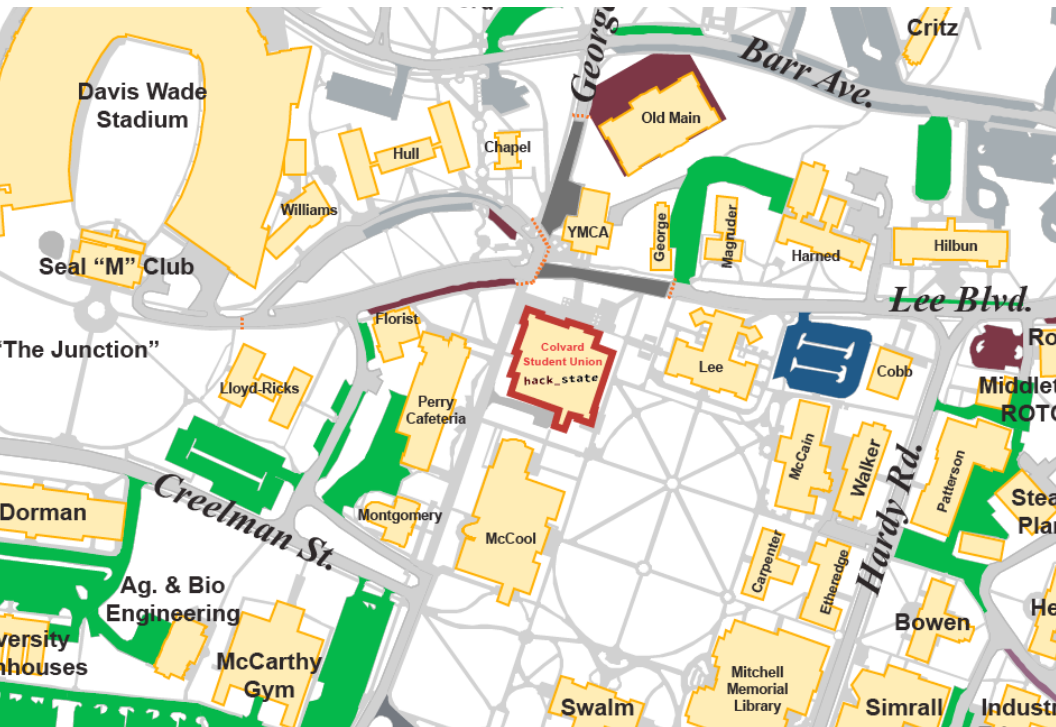 Critz
George
Barr Ave.
Davis Wade
Stadium
Old Main
Hull
Chapel
Williams
YMCA
George
Magruder
Harned
Hilbun
Seal “M” Club
Lee Blvd.
Florist
"The Junction”
Colvard
Student Union
hack_state
Lee
Cobb
Lloyd-Ricks
Perry
Cafeteria
McCain
Walker
Hardy Rd.
Patterson
Creelman St.
Dorman
Montgomery
McCool
Carpenter
Etheredge
Ag. & Bio
Engineering
Bowen
McCarthy
Gym
Mitchell
Memorial
Library
Swalm
Simrall